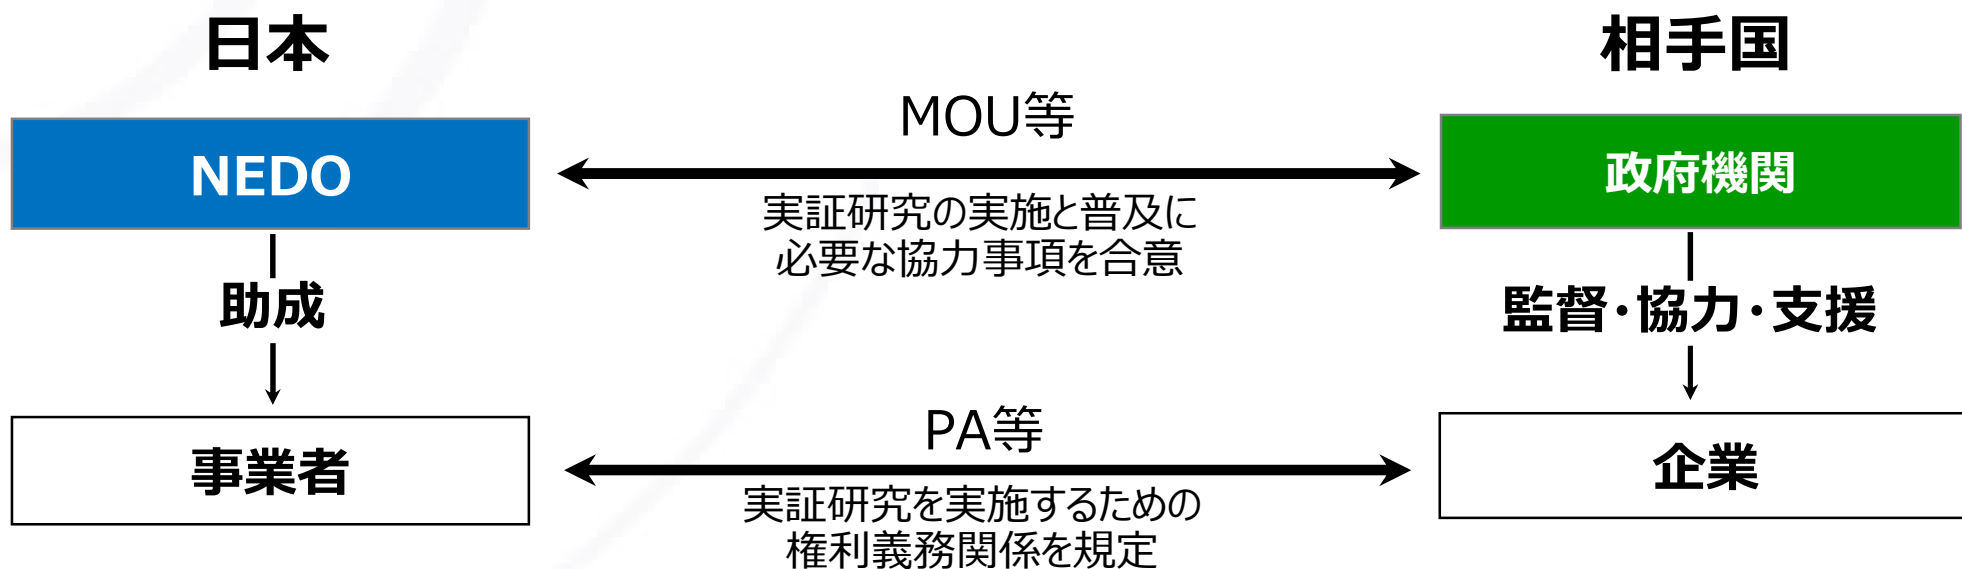 日本
相手国
MOU等
NEDO
政府機関
実証研究の実施と普及に
必要な協力事項を合意
助成
監督・協力・支援
PA等
事業者
企業
実証研究を実施するための
権利義務関係を規定